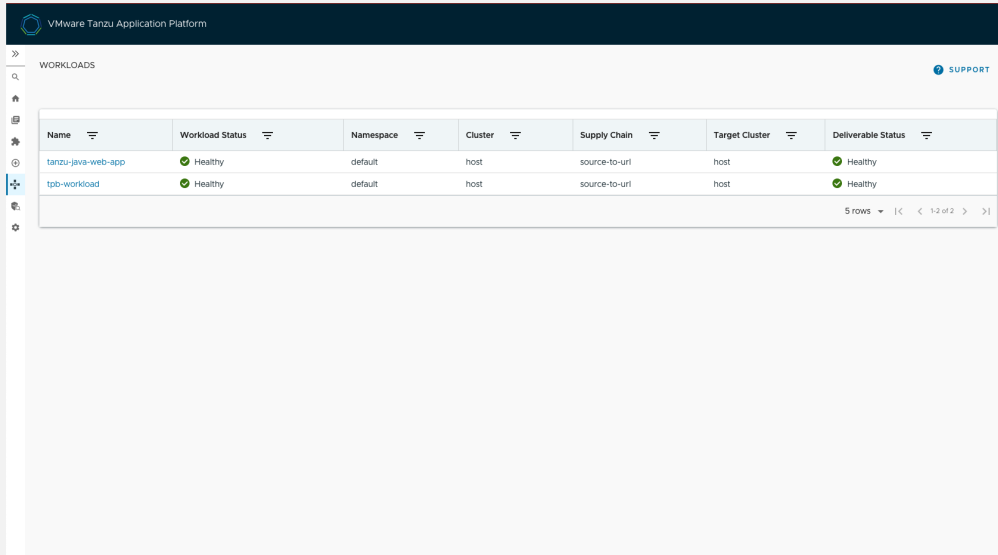 VMware Tanzu Application Platform
WORKLOADS
? SUPPORT
Name Workload Status Namespace Cluster Supply Chain Target Cluster Deliverable Status
tanzu-java-web-app Healthy default host source-to-url host Healthy
tpb-workload Healthy default host source-to-url host Healthy
5 rows 1-2 of 2